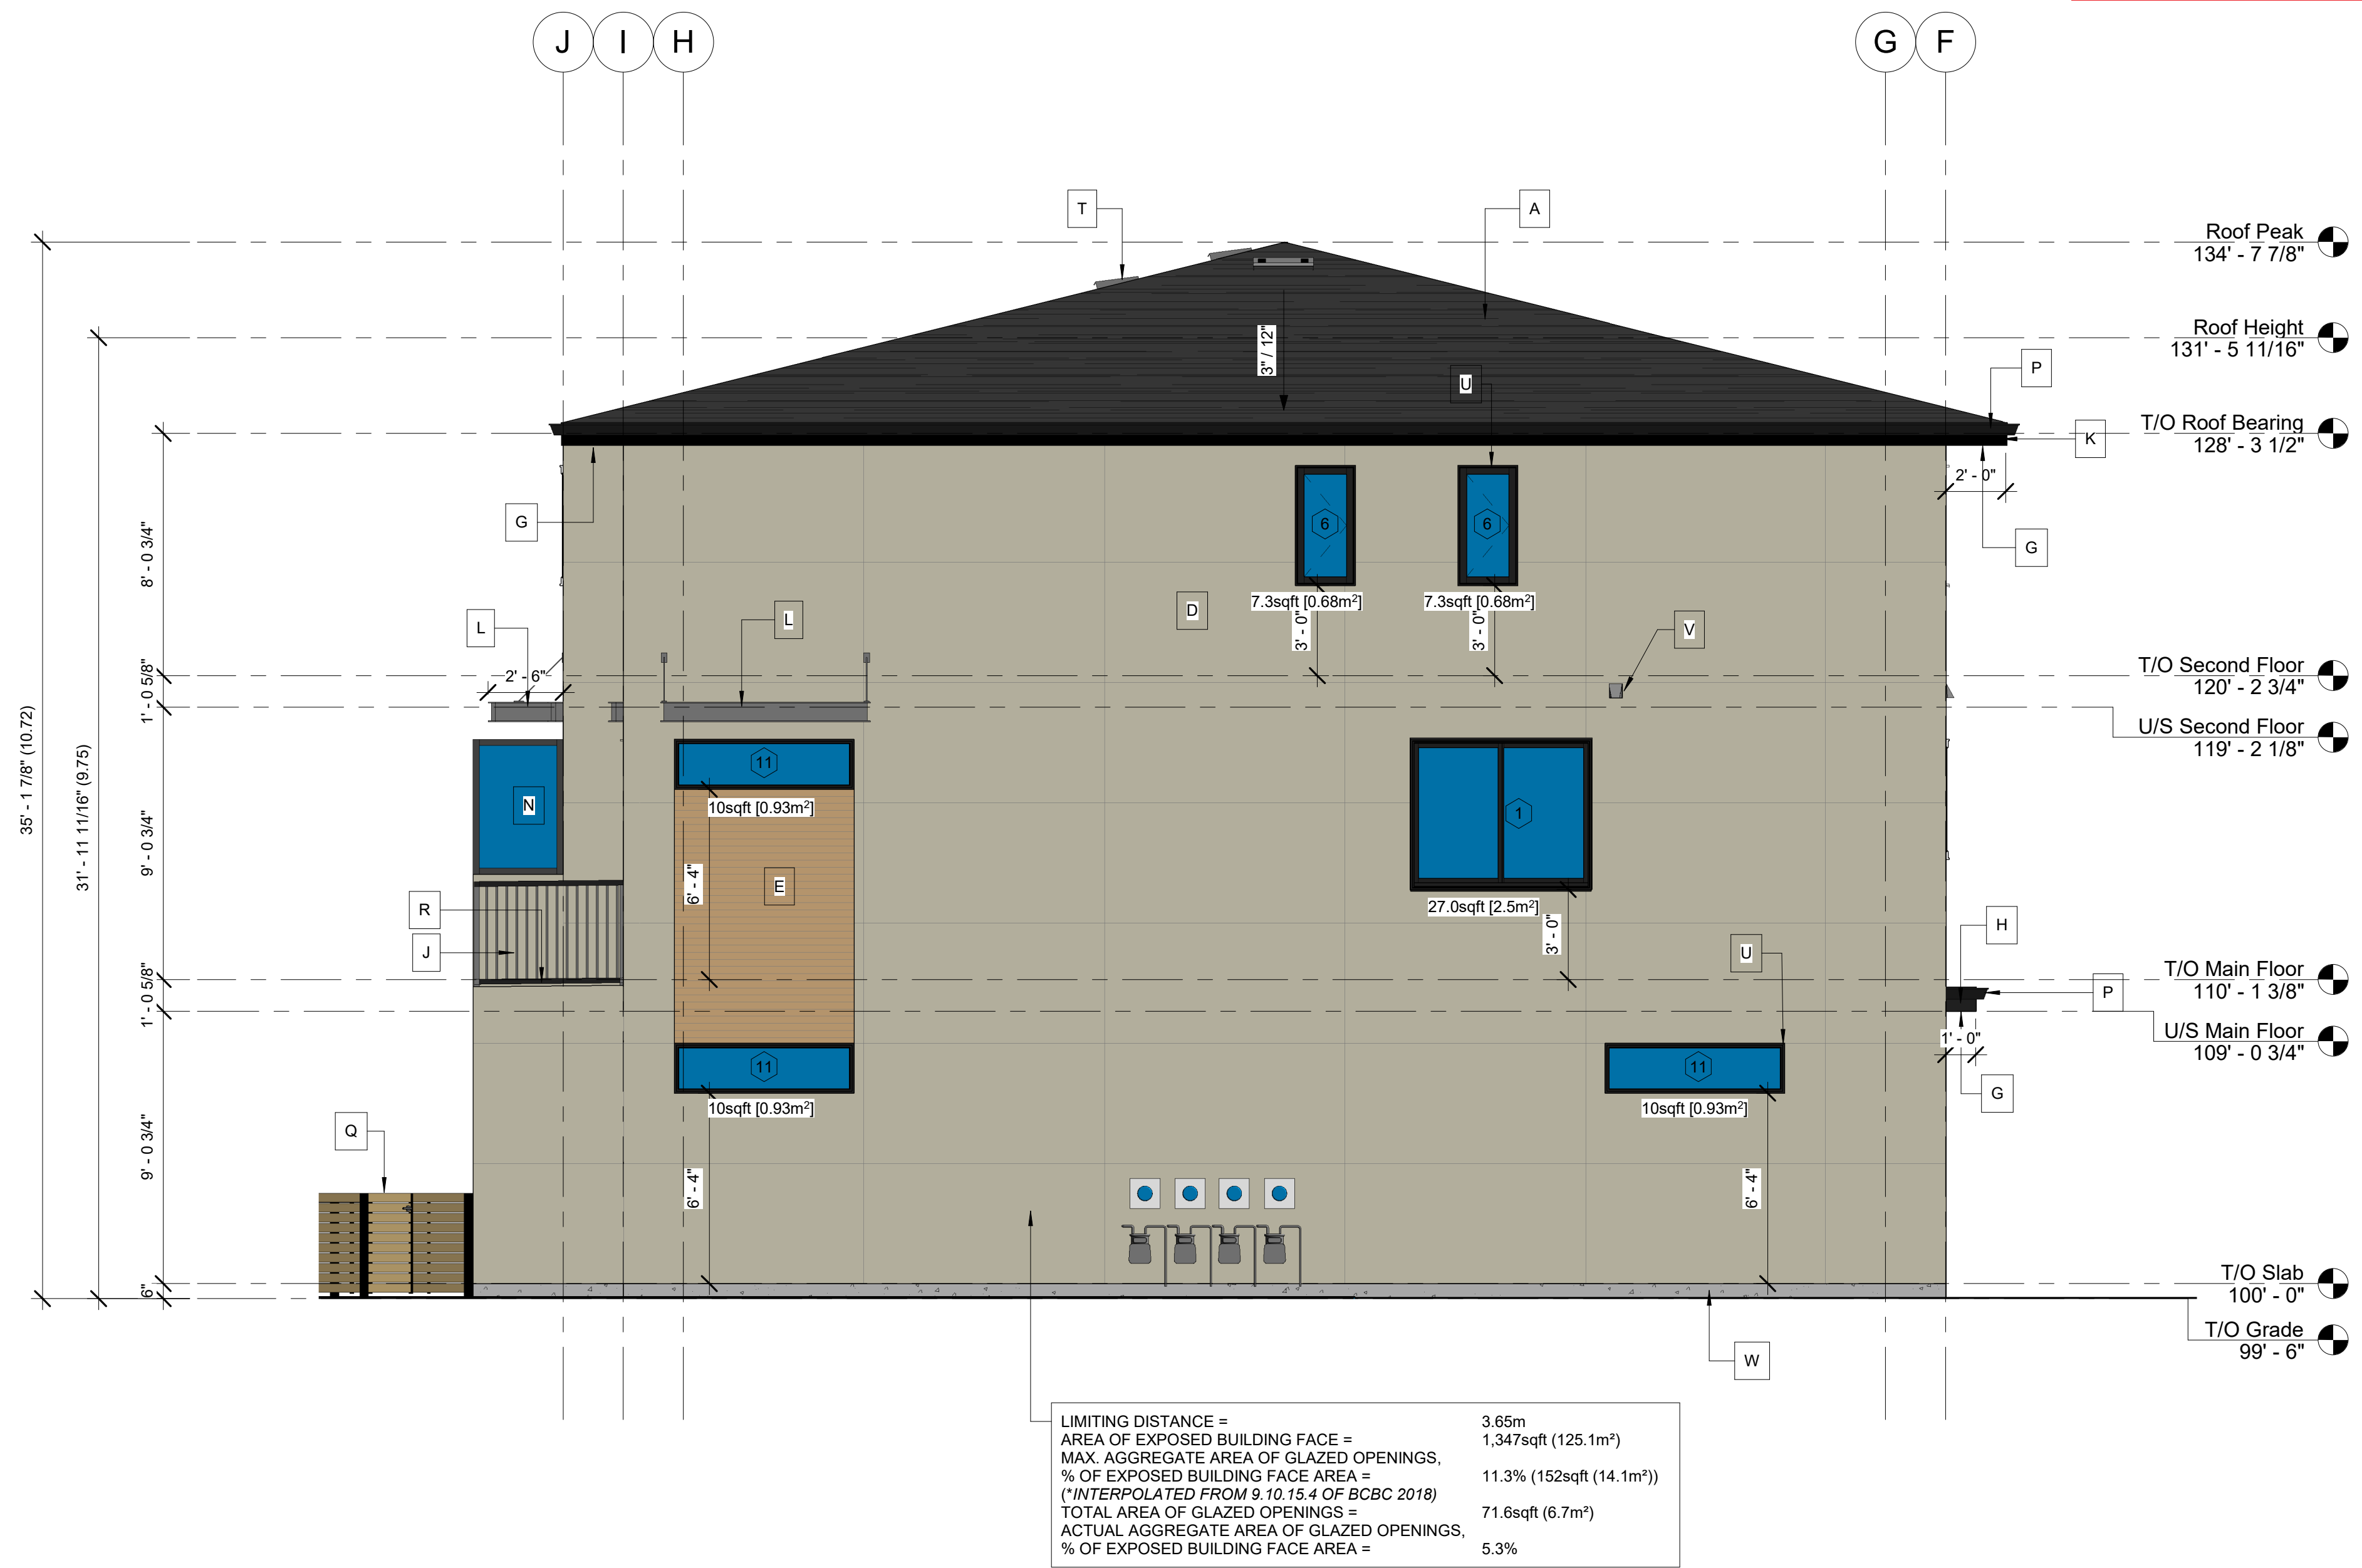 J I H G F
T A
Roof Peak
134' - 7 7/8"
Roof Height
131' - 5 11/16"
3" / 12"
P
U
T/O Roof Bearing
128' - 3 1/2"
K
2' - 0"
G
6 6
G
8' - 0 3/4"
7.3sqft [0.68m²] 7.3sqft [0.68m²]
D
L L
3' - 0" 3' - 0"
V
T/O Second Floor
120' - 2 3/4"
2' - 6"
1' - 0 5/8"
U/S Second Floor
119' - 2 1/8"
35' - 1 7/8" (10.72)
31' - 11 11/16" (9.75)
11
N
10sqft [0.93m²]
1
9' - 0 3/4"
6' - 4"
E
27.0sqft [2.5m²]
R
3' - 0"
H
J
U
T/O Main Floor
110' - 1 3/8"
P
1' - 0 5/8"
U/S Main Floor
109' - 0 3/4"
1' - 0"
11 11
G
10sqft [0.93m²] 10sqft [0.93m²]
Q
9' - 0 3/4"
6' - 4" 6' - 4"
T/O Slab
100' - 0"
6"
T/O Grade
99' - 6"
W
LIMITING DISTANCE = 3.65m
AREA OF EXPOSED BUILDING FACE = 1,347sqft (125.1m²)
MAX. AGGREGATE AREA OF GLAZED OPENINGS,
% OF EXPOSED BUILDING FACE AREA = 11.3% (152sqft (14.1m²))
(*INTERPOLATED FROM 9.10.15.4 OF BCBC 2018)
TOTAL AREA OF GLAZED OPENINGS = 71.6sqft (6.7m²)
ACTUAL AGGREGATE AREA OF GLAZED OPENINGS,
% OF EXPOSED BUILDING FACE AREA = 5.3%